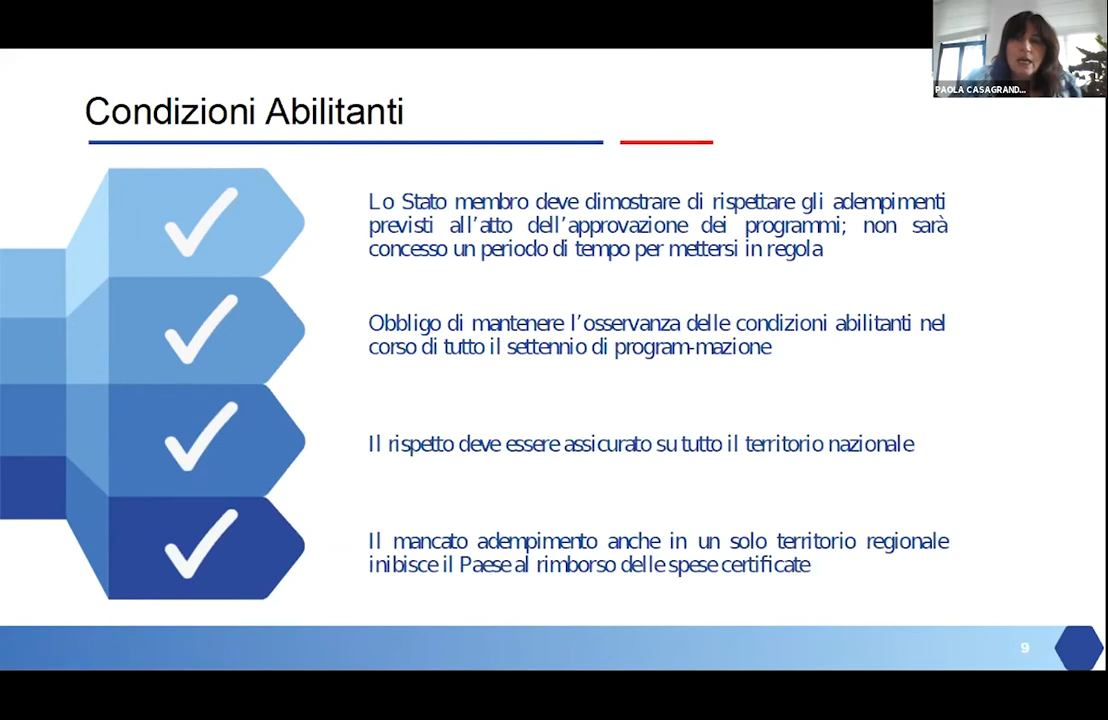 PAOLA CASAGRAND...
Condizioni Abilitanti
Lo Stato membro deve dimostrare di rispettare gli adempimenti
previsti all’atto dell’approvazione dei programmi; non sarà
concesso un periodo di tempo per mettersi in regola
Obbligo di mantenere l’osservanza delle condizioni abilitanti nel
corso di tutto il settennio di program-mazione
Il rispetto deve essere assicurato su tutto il territorio nazionale
Il mancato adempimento anche in un solo territorio regionale
inibisce il Paese al rimborso delle spese certificate
9